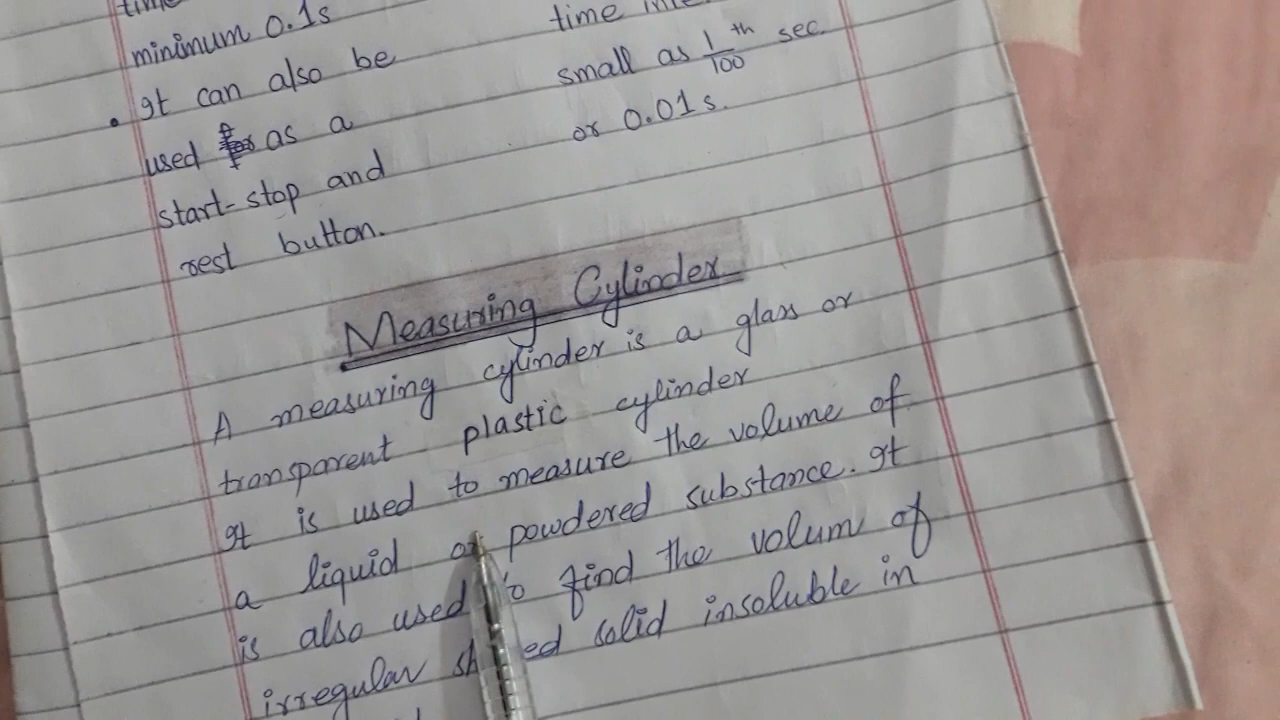 time
minimum 0.1s
• It can also be
used as a
start-stop and
rest button.
time
small as 1/100 th sec.
or 0.01s.
Measuring Cylinder
A measuring cylinder is a glass or
transparent plastic cylinder
It is used to measure the volume of
a liquid or powdered substance. It
is also used to find the volum of
irregular solid insoluble in